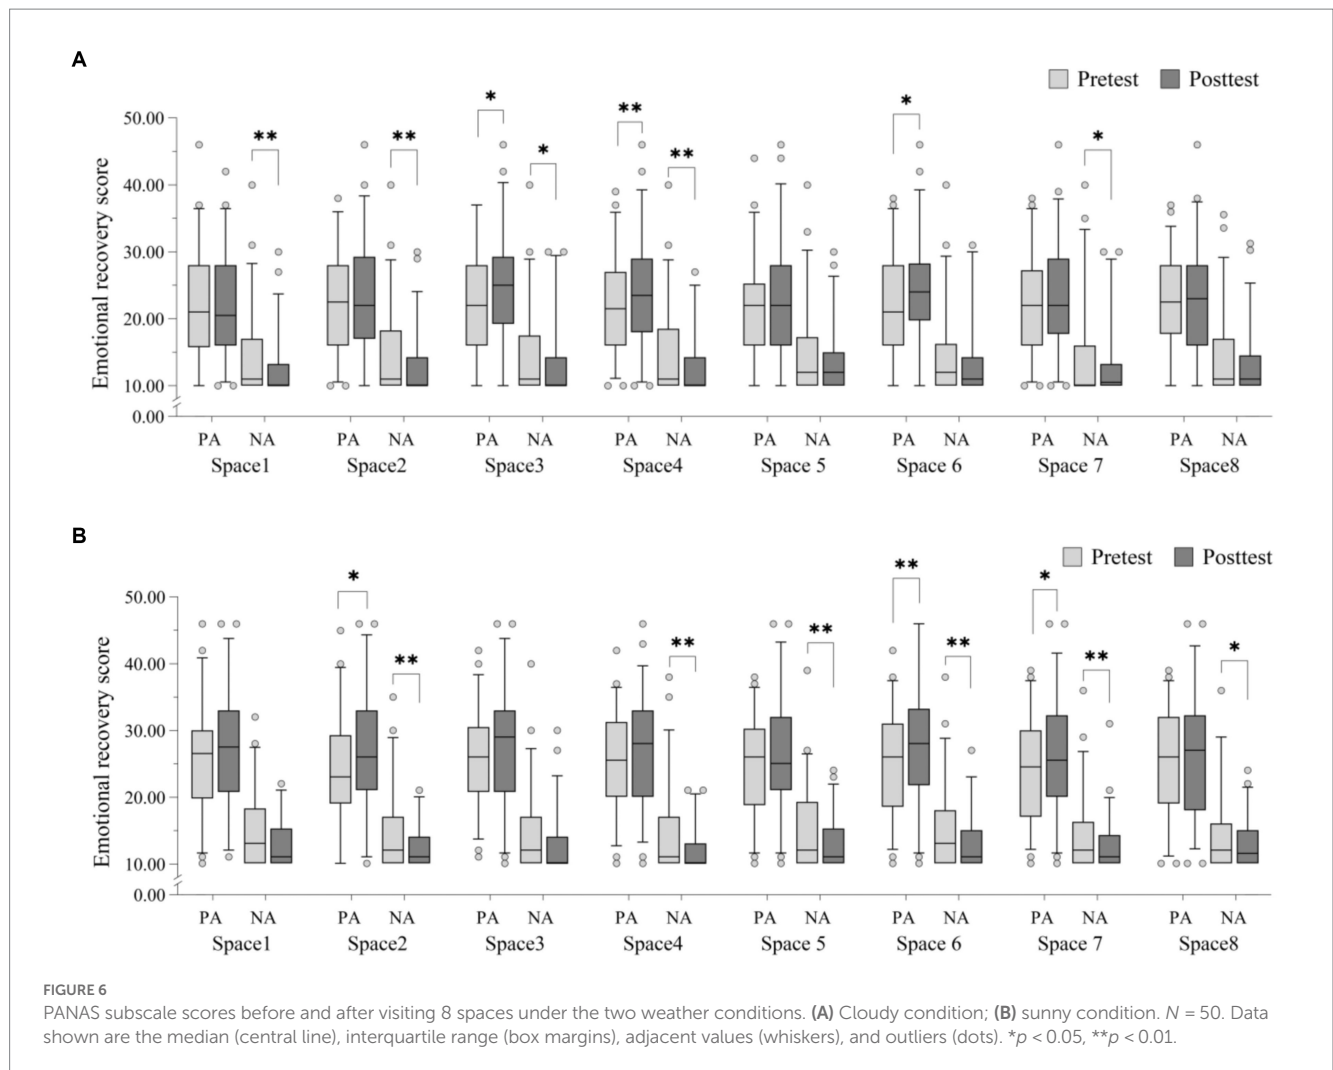 A
Pretest Posttest
Emotional recovery score
50.00
40.00
30.00
20.00
10.00
0.00
** ** * * ** ** * *
PA NA PA NA PA NA PA NA PA NA PA NA PA NA PA NA
Space1 Space2 Space3 Space4 Space 5 Space 6 Space 7 Space8
B
Pretest Posttest
Emotional recovery score
50.00
40.00
30.00
20.00
10.00
0.00
* ** ** ** ** ** * ** *
PA NA PA NA PA NA PA NA PA NA PA NA PA NA PA NA
Space1 Space2 Space3 Space4 Space 5 Space 6 Space 7 Space8
FIGURE 6
PANAS subscale scores before and after visiting 8 spaces under the two weather conditions. (A) Cloudy condition; (B) sunny condition. N = 50. Data
shown are the median (central line), interquartile range (box margins), adjacent values (whiskers), and outliers (dots). *p < 0.05, **p < 0.01.